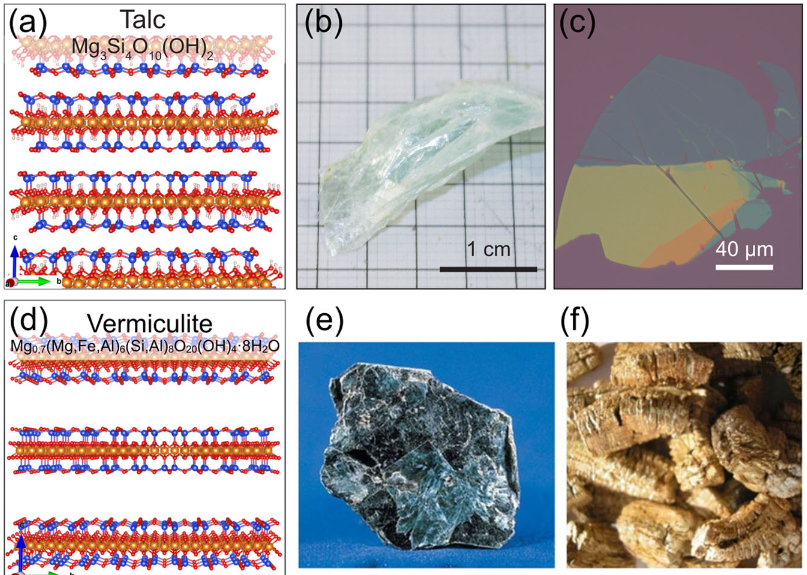 (a)
Talc
Mg₃Si₄O₁₀(OH)₂
c
a
b
(b)
1 cm
(c)
40 µm
(d)
Vermiculite
Mg₀.₇(Mg,Fe,Al)₆(Si,Al)₈O₂₀(OH)₄·8H₂O
(e)
(f)